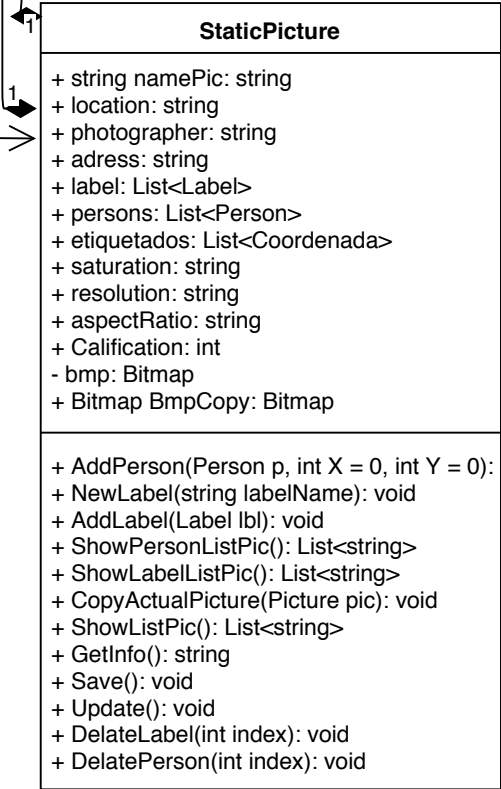 1
StaticPicture
+ string namePic: string
1
+ location: string
+ photographer: string
+ adress: string
+ label: List<Label>
+ persons: List<Person>
+ etiquetados: List<Coordenada>
+ saturation: string
+ resolution: string
+ aspectRatio: string
+ Calification: int
- bmp: Bitmap
+ Bitmap BmpCopy: Bitmap
+ AddPerson(Person p, int X = 0, int Y = 0):
+ NewLabel(string labelName): void
+ AddLabel(Label lbl): void
+ ShowPersonListPic(): List<string>
+ ShowLabelListPic(): List<string>
+ CopyActualPicture(Picture pic): void
+ ShowListPic(): List<string>
+ GetInfo(): string
+ Save(): void
+ Update(): void
+ DelateLabel(int index): void
+ DelatePerson(int index): void